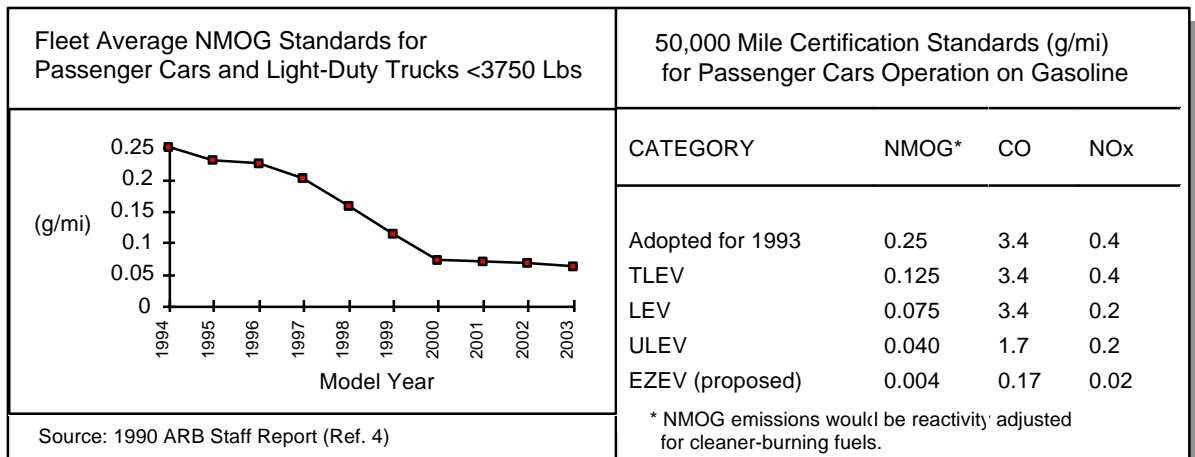 Fleet Average NMOG Standards for
Passenger Cars and Light-Duty Trucks <3750 Lbs
0.25
0.2
0.15
0.1
0.05
0
(g/mi)
1994
1995
1996
1997
1998
1999
2000
2001
2002
2003
Model Year
Source: 1990 ARB Staff Report (Ref. 4)
50,000 Mile Certification Standards (g/mi)
for Passenger Cars Operation on Gasoline
CATEGORY NMOG* CO NOx
Adopted for 1993 0.25 3.4 0.4
TLEV 0.125 3.4 0.4
LEV 0.075 3.4 0.2
ULEV 0.040 1.7 0.2
EZEV (proposed) 0.004 0.17 0.02
* NMOG emissions would be reactivity adjusted
for cleaner-burning fuels.